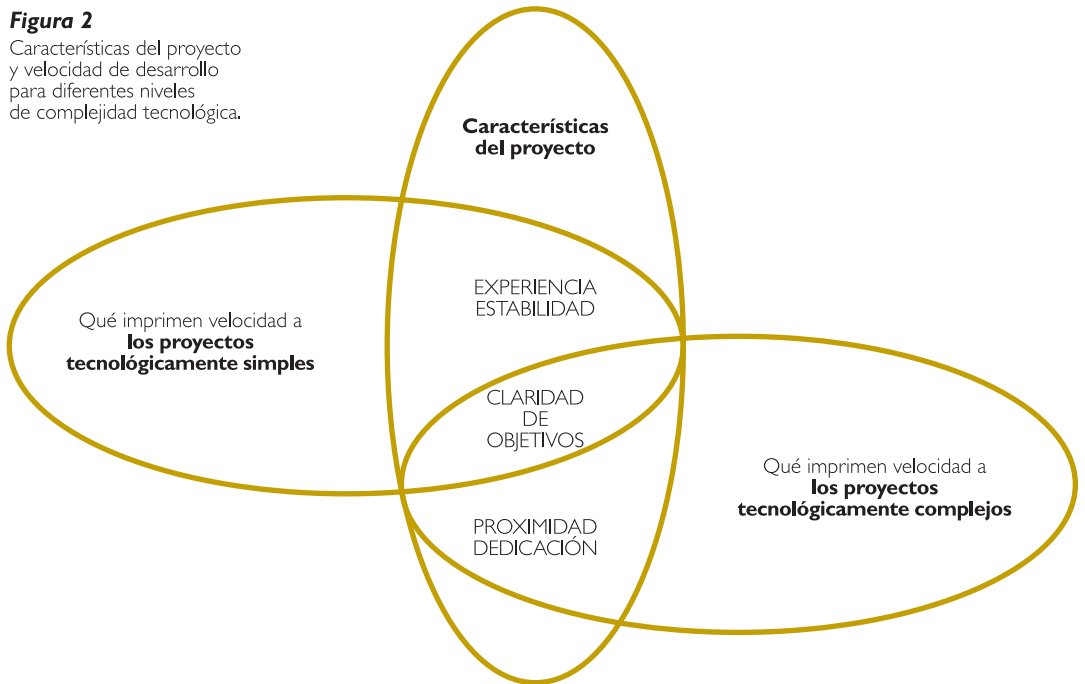 Figura 2
Características del proyecto
y velocidad de desarrollo
para diferentes niveles
de complejidad tecnológica.
Características
del proyecto
EXPERIENCIA
ESTABILIDAD
Qué imprimen velocidad a
los proyectos
tecnológicamente simples
CLARIDAD
DE
OBJETIVOS
Qué imprimen velocidad a
los proyectos
tecnológicamente complejos
PROXIMIDAD
DEDICACIÓN